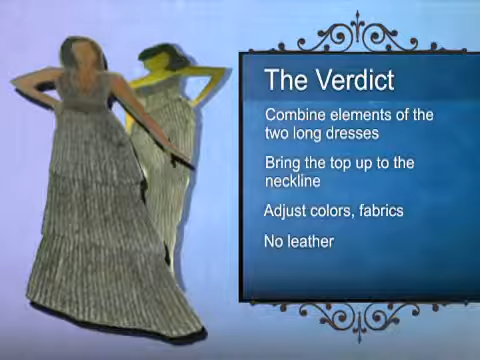 The Verdict
Combine elements of the
two long dresses
Bring the top up to the
neckline
Adjust colors, fabrics
No leather